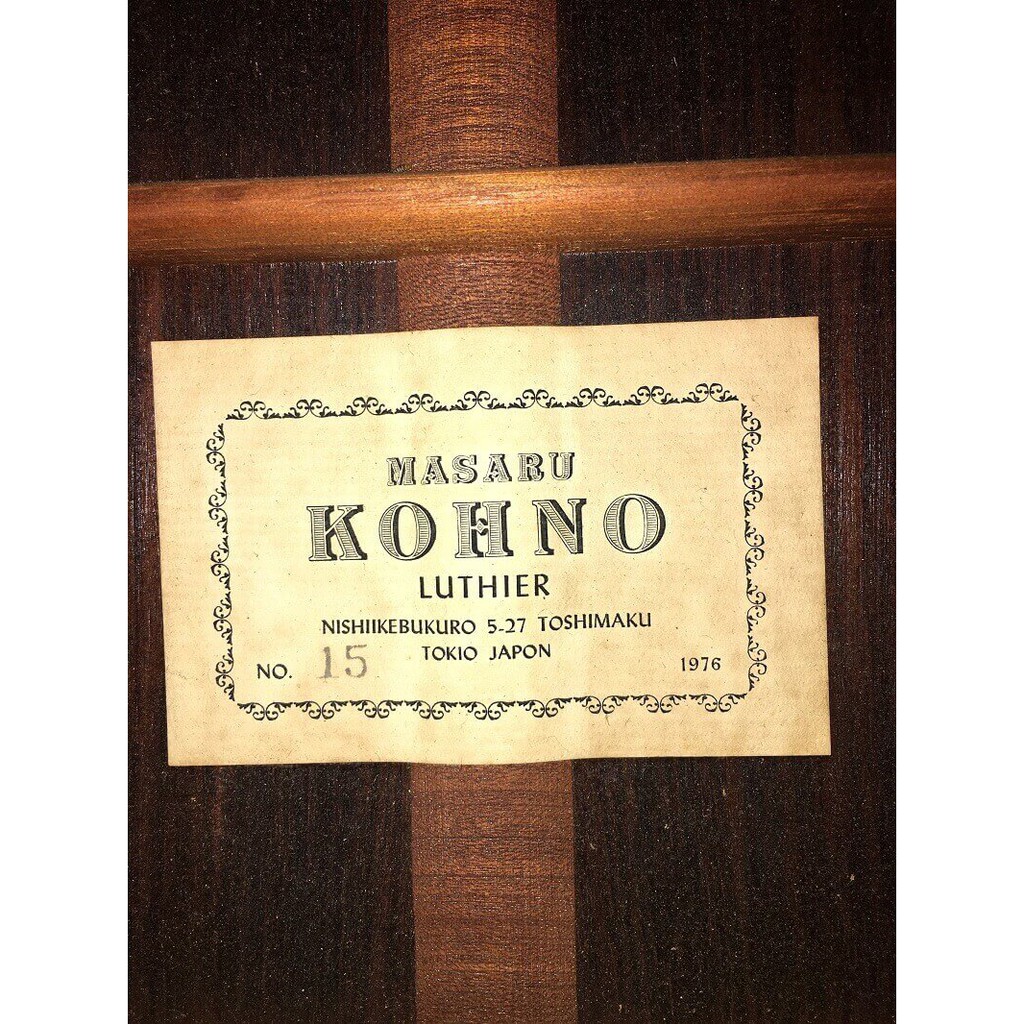 MASARU
KOHNO
LUTHIER
NISHIIKEBUKURO 5-27 TOSHIMAKU
TOKIO JAPON
NO. 15
1976